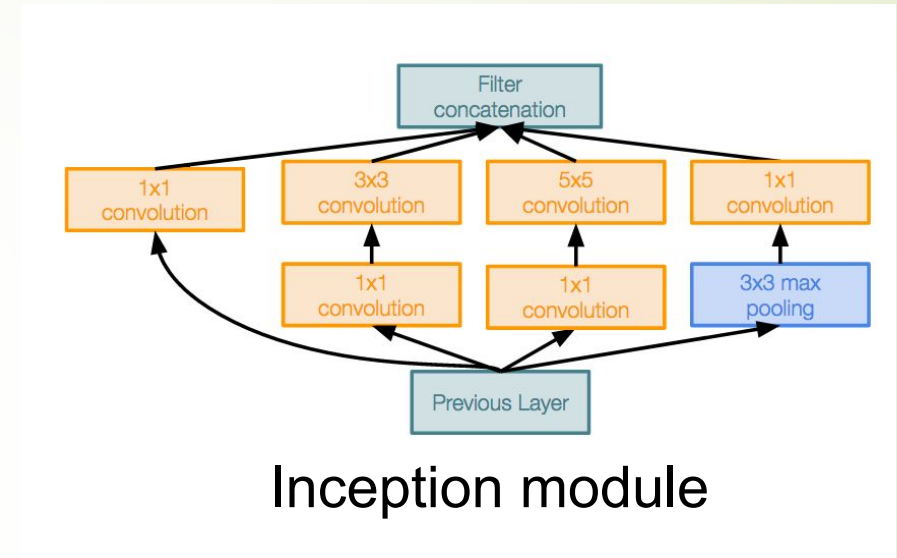 Filter
concatenation
1x1
convolution
3x3
convolution
5x5
convolution
1x1
convolution
1x1
convolution
1x1
convolution
3x3 max
pooling
Previous Layer
Inception module